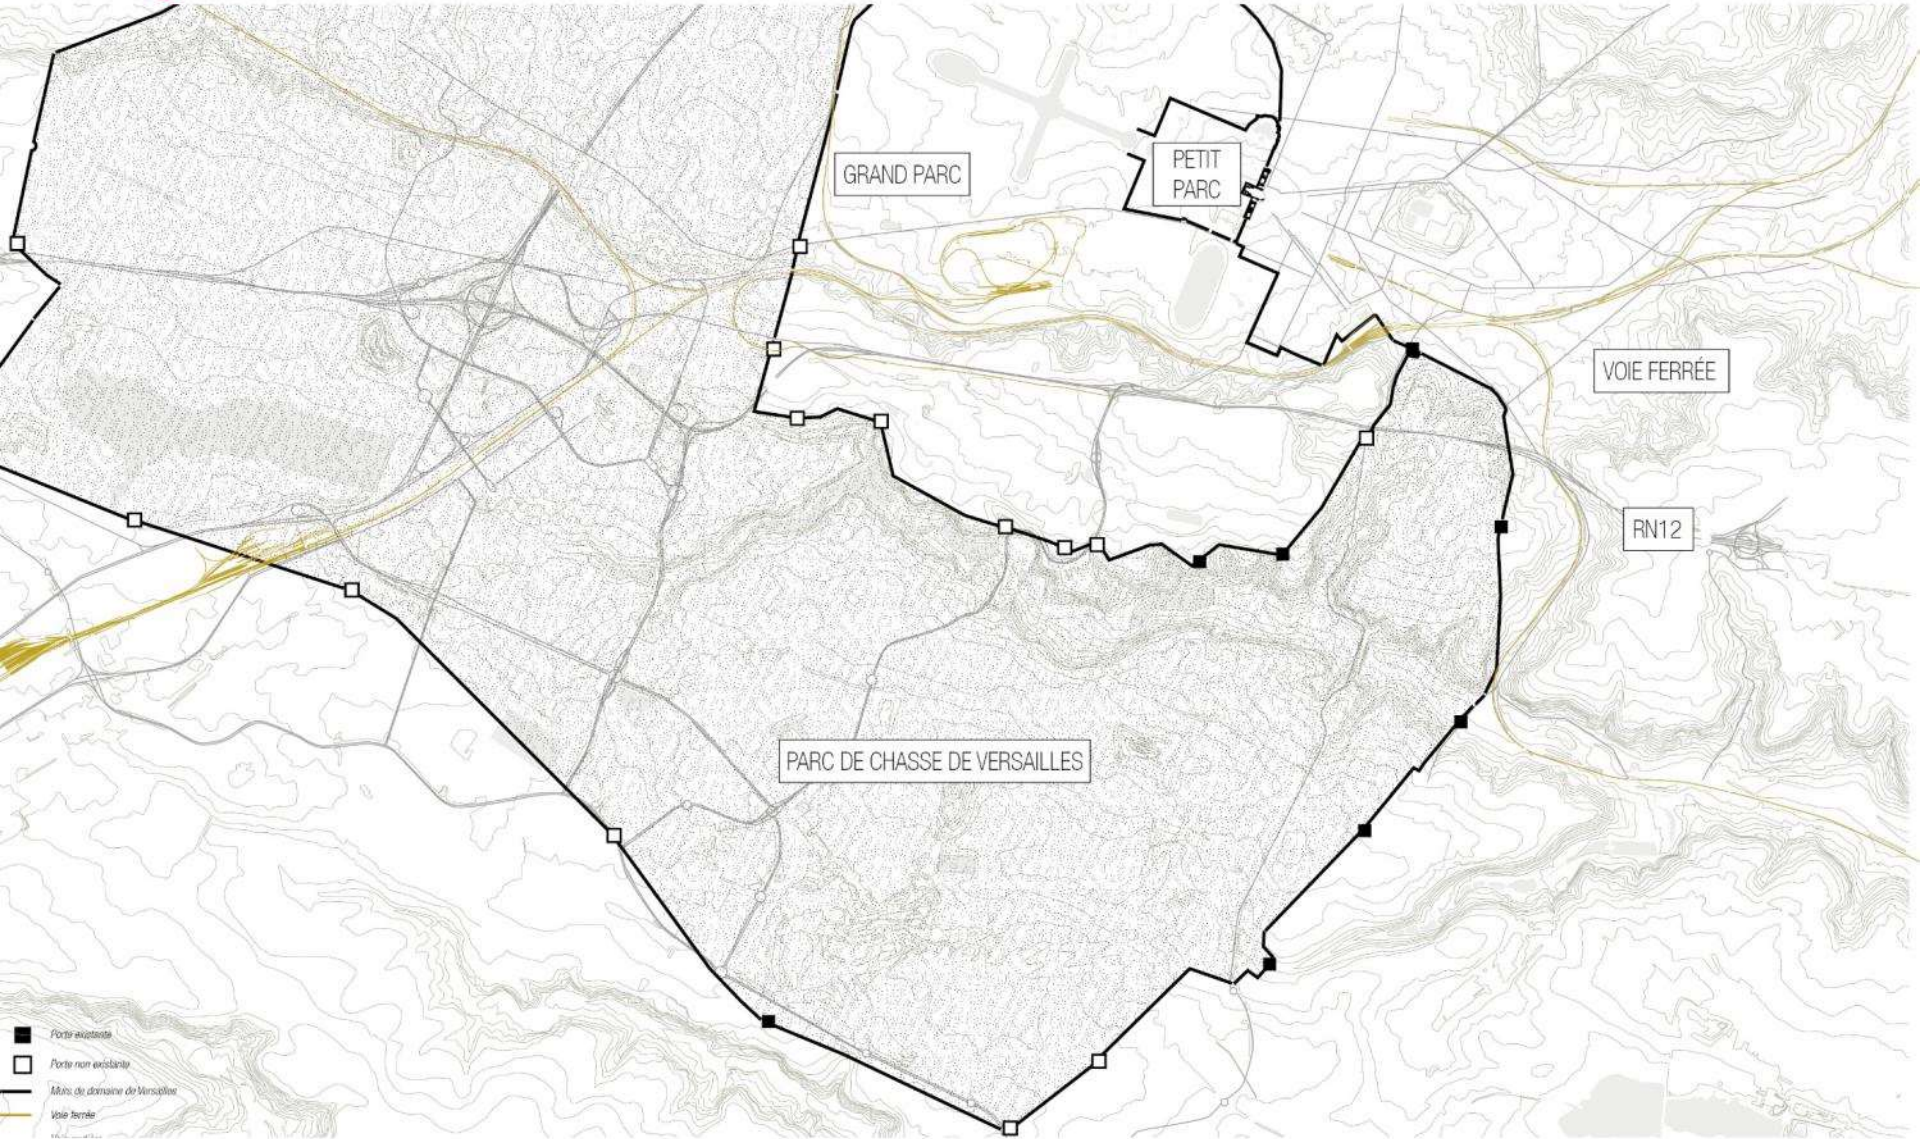 GRAND PARC
PETIT
PARC
VOIE FERRÉE
RN12
PARC DE CHASSE DE VERSAILLES
Porte existante
Porte non existante
Murs de domaine de Versailles
Voie ferrée